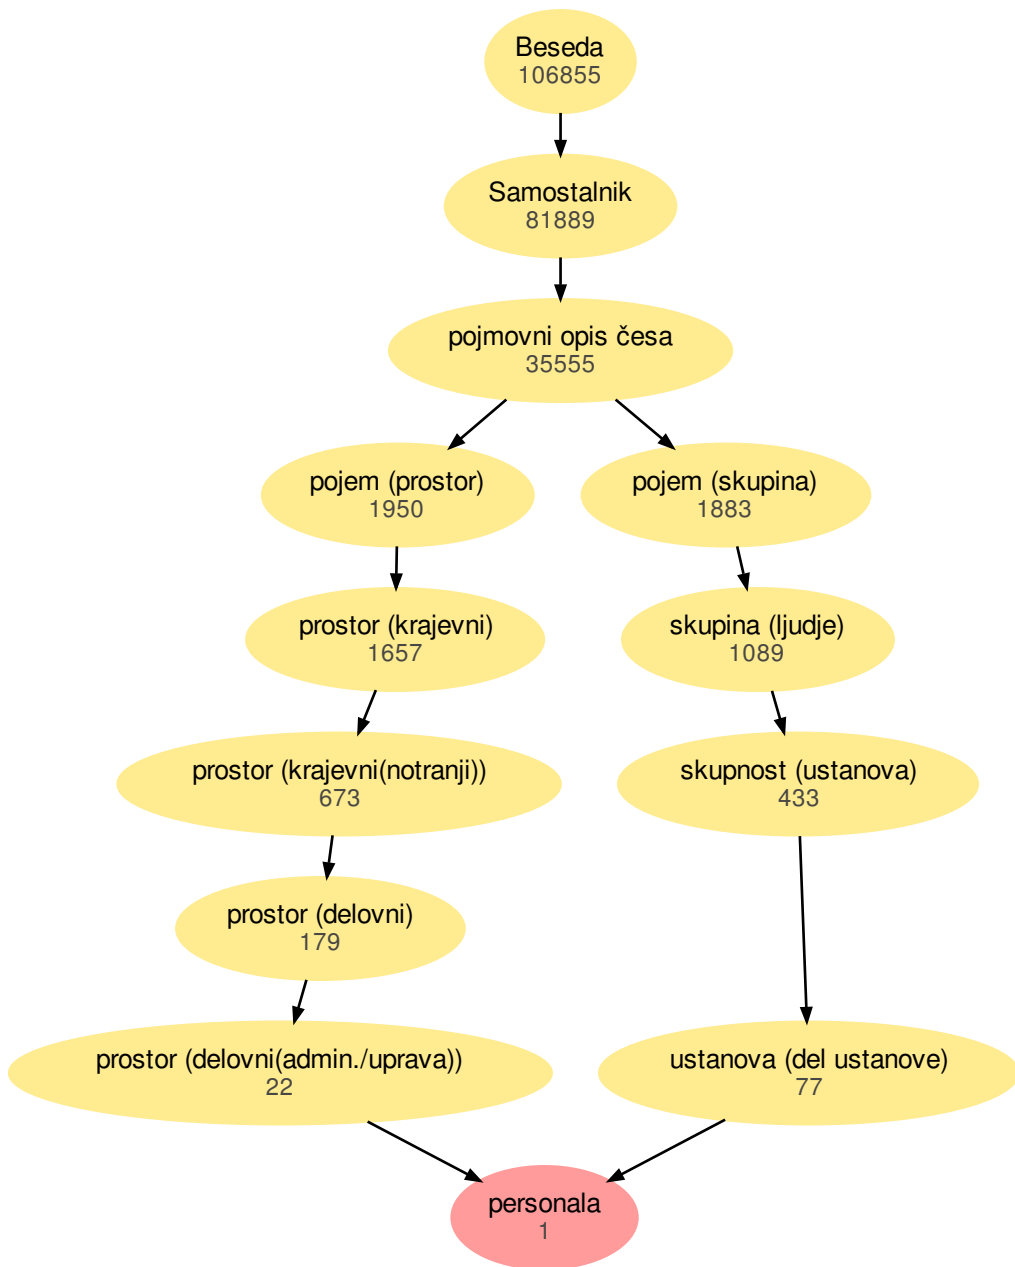 Beseda
106855
Samostalnik
81889
pojmovni opis česa
35555
pojem (prostor)
1950
pojem (skupina)
1883
prostor (krajevni)
1657
skupina (ljudje)
1089
prostor (krajevni(notranji))
673
skupnost (ustanova)
433
prostor (delovni)
179
prostor (delovni(admin./uprava))
22
ustanova (del ustanove)
77
personala
1